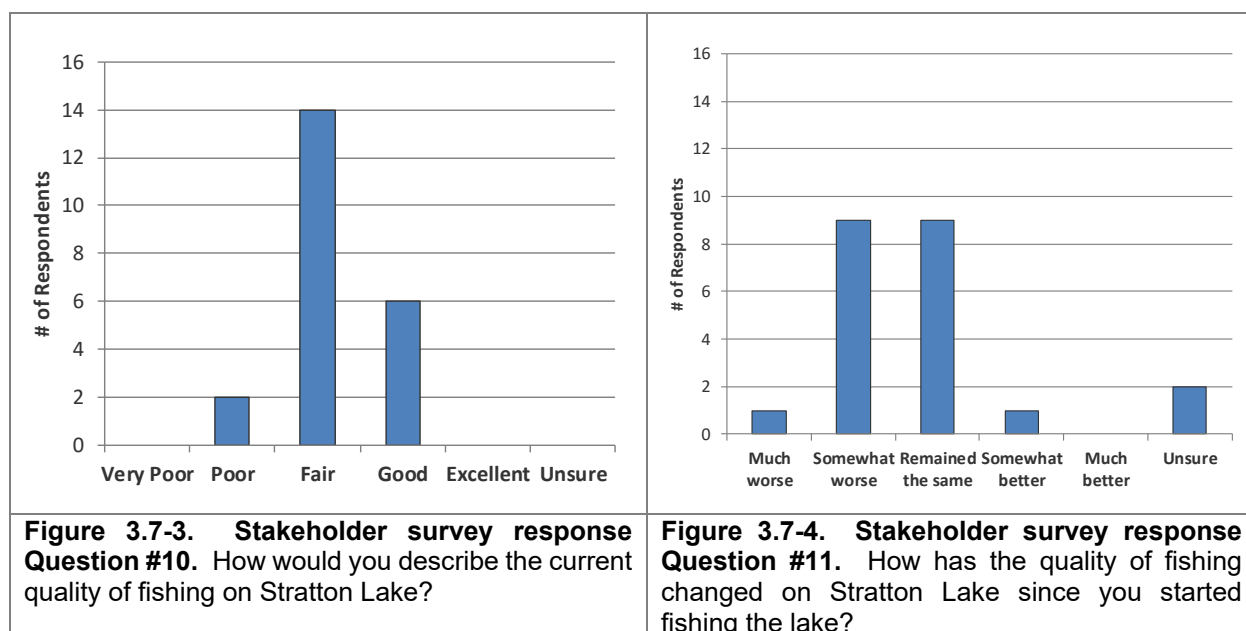 16
14
12
10
8
6
4
2
0
# of Respondents
Very Poor Poor Fair Good Excellent Unsure
16
14
12
10
8
6
4
2
0
# of Respondents
Much worse
Somewhat worse
Remained the same
Somewhat better
Much better
Unsure
Figure 3.7-3. Stakeholder survey response
Question #10. How would you describe the current
quality of fishing on Stratton Lake?
Figure 3.7-4. Stakeholder survey response
Question #11. How has the quality of fishing
changed on Stratton Lake since you started
fishing the lake?